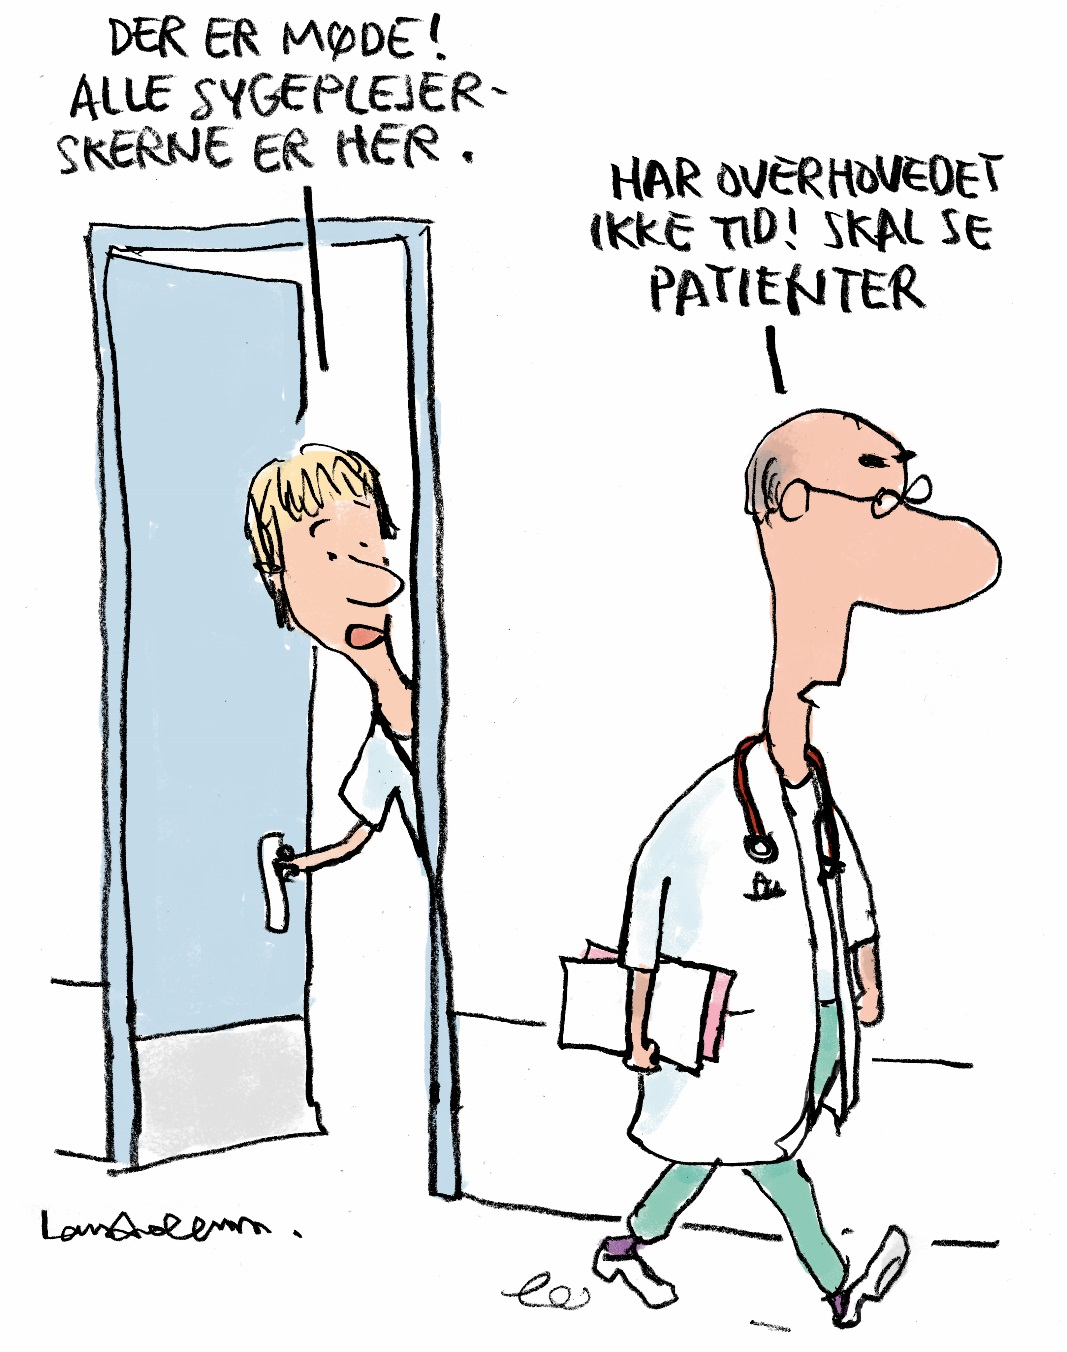 DER ER MØDE!
ALLE SYGEPLEJER-
SKERNE ER HER.
HAR OVERHOVEDET
IKKE TID! SKAL SE
PATIENTER